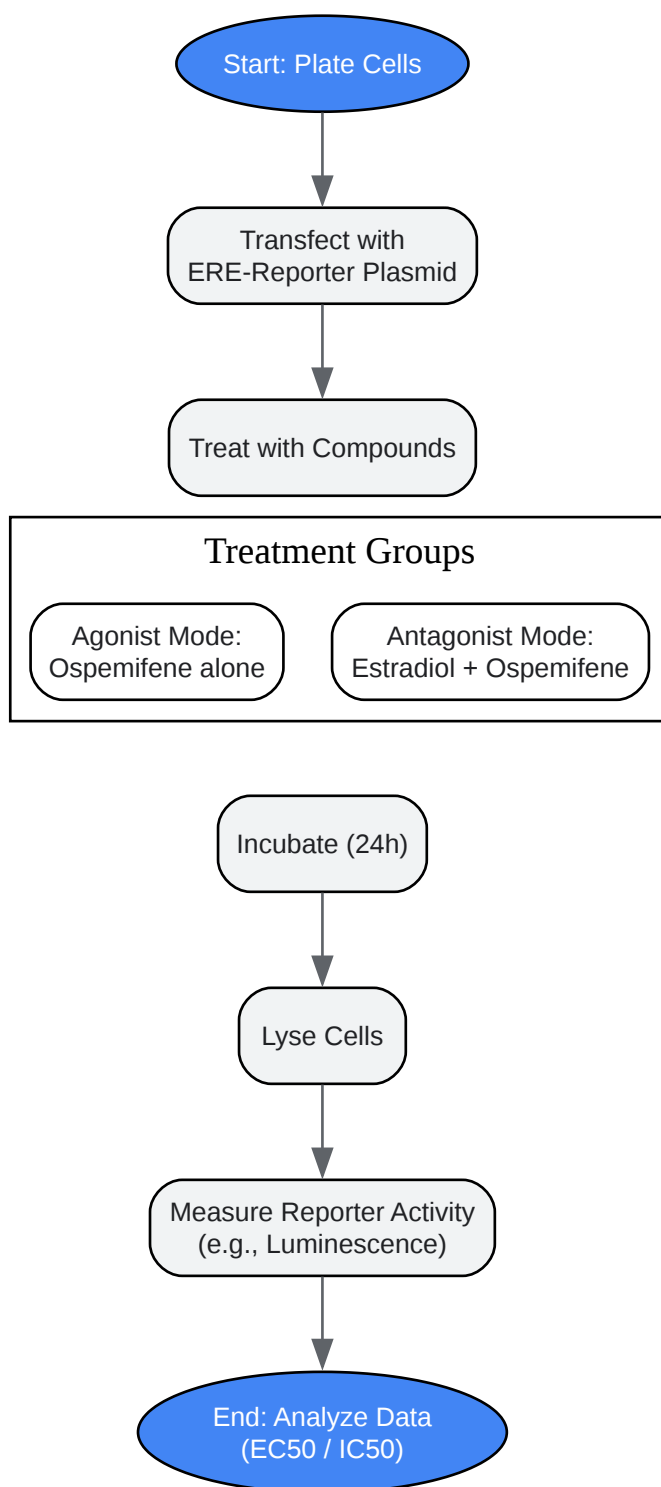 Start: Plate Cells
Transfect with
ERE-Reporter Plasmid
Treat with Compounds
Treatment Groups
Agonist Mode:
Ospemifene alone
Antagonist Mode:
Estradiol + Ospemifene
Incubate (24h)
Lyse Cells
Measure Reporter Activity
(e.g., Luminescence)
End: Analyze Data
(EC50 / IC50)